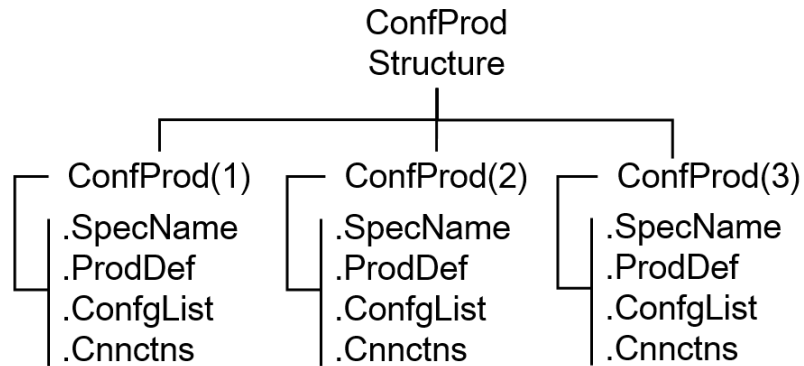 ConfProd
Structure
ConfProd(1)
.SpecName
.ProdDef
.ConfgList
.Cnnctns
ConfProd(2)
.SpecName
.ProdDef
.ConfgList
.Cnnctns
ConfProd(3)
.SpecName
.ProdDef
.ConfgList
.Cnnctns